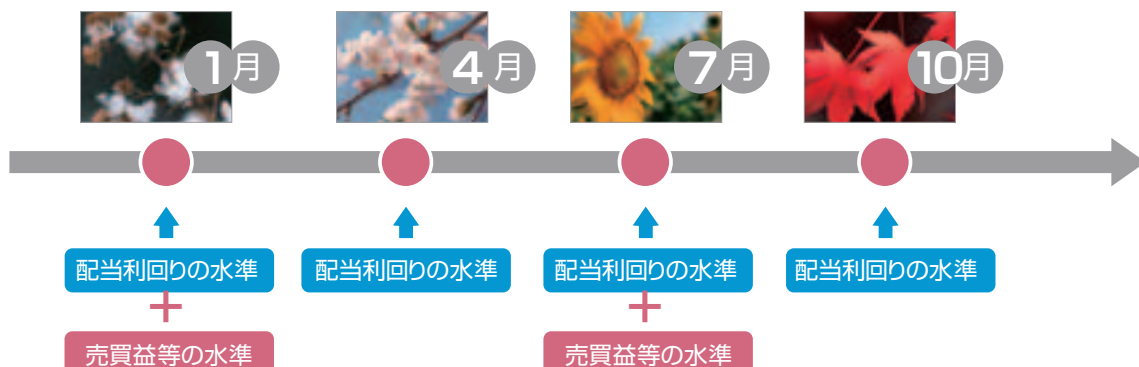 1月
4月
7月
10月
配当利回りの水準
配当利回りの水準
配当利回りの水準
配当利回りの水準
+
+
売買益等の水準
売買益等の水準